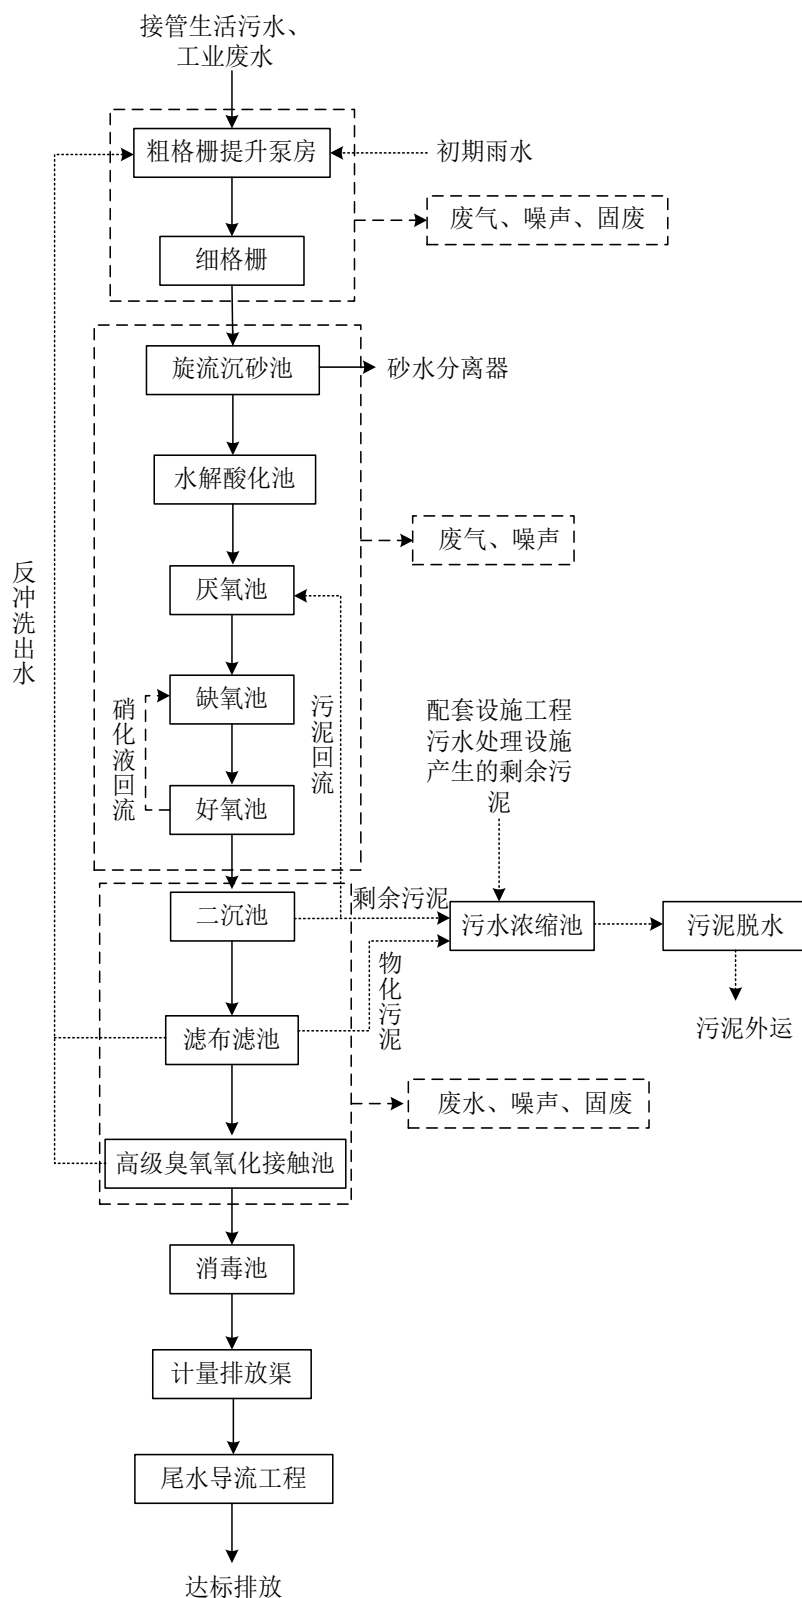 接管生活污水、
工业废水
粗格栅提升泵房
初期雨水
废气、噪声、固废
细格栅
旋流沉砂池
砂水分离器
水解酸化池
废气、噪声
厌氧池
反冲洗出水
缺氧池
硝化液回流
污泥回流
配套设施工程
污水处理设施
产生的剩余污
泥
好氧池
剩余污泥
二沉池
污水浓缩池
污泥脱水
物化污泥
滤布滤池
污泥外运
废水、噪声、固废
高级臭氧氧化接触池
消毒池
计量排放渠
尾水导流工程
达标排放